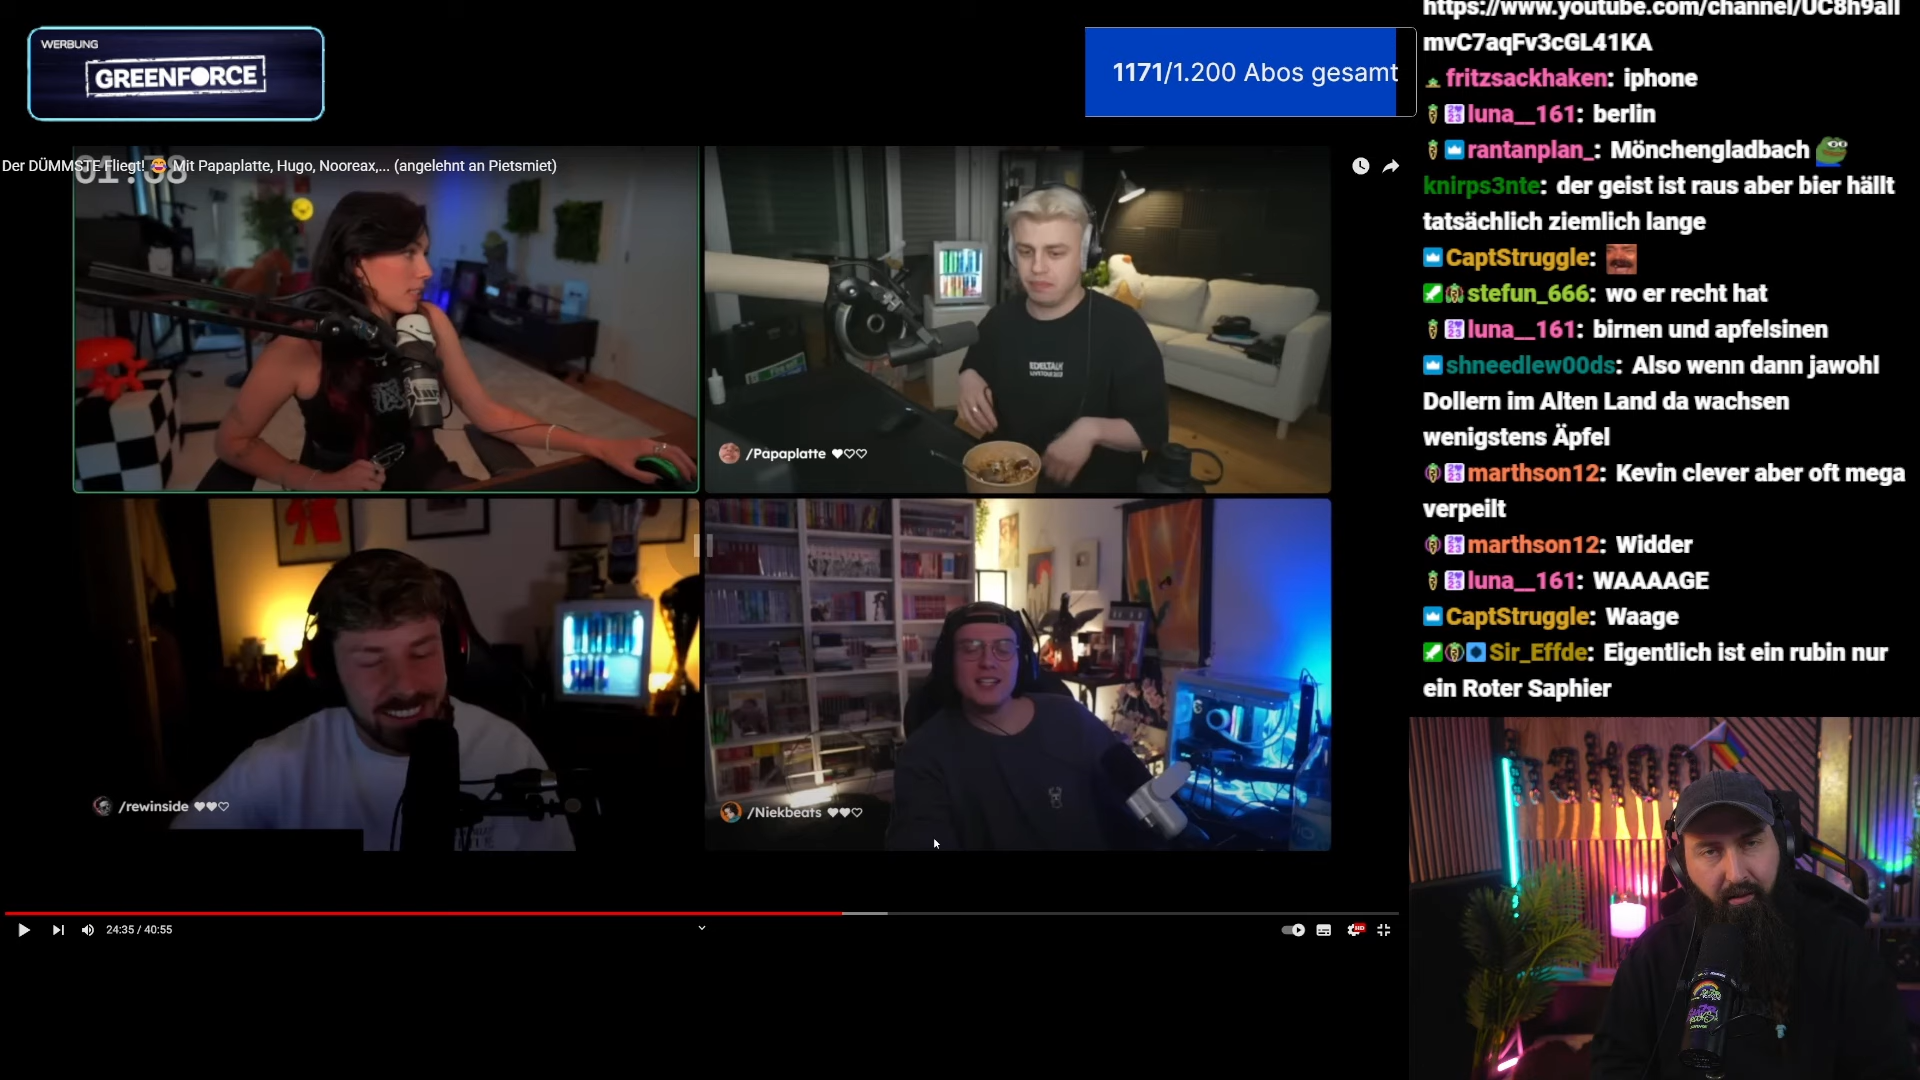 WERBUNG
GREENFORCE
1171/1.200 Abos gesamt
01:38
Der DÜMMSTE Fliegt! 😂 Mit Papaplatte, Hugo, Nooreax,... (angelehnt an Pietsmiet)
EDELTALK
/Papaplatte
/rewinside
/Niekbeats
24:35 / 40:55
HD
https://www.youtube.com/channel/UC8h9all
mvC7aqFv3cGL41KA
fritzsackhaken: iphone
luna__161: berlin
rantanplan_: Mönchengladbach
knirps3nte: der geist ist raus aber bier hällt
tatsächlich ziemlich lange
CaptStruggle:
stefun_666: wo er recht hat
luna__161: birnen und apfelsinen
shneedlew00ds: Also wenn dann jawohl
Dollern im Alten Land da wachsen
wenigstens Äpfel
marthson12: Kevin clever aber oft mega
verpeilt
marthson12: Widder
luna__161: WAAAAGE
CaptStruggle: Waage
Sir_Effde: Eigentlich ist ein rubin nur
ein Roter Saphier